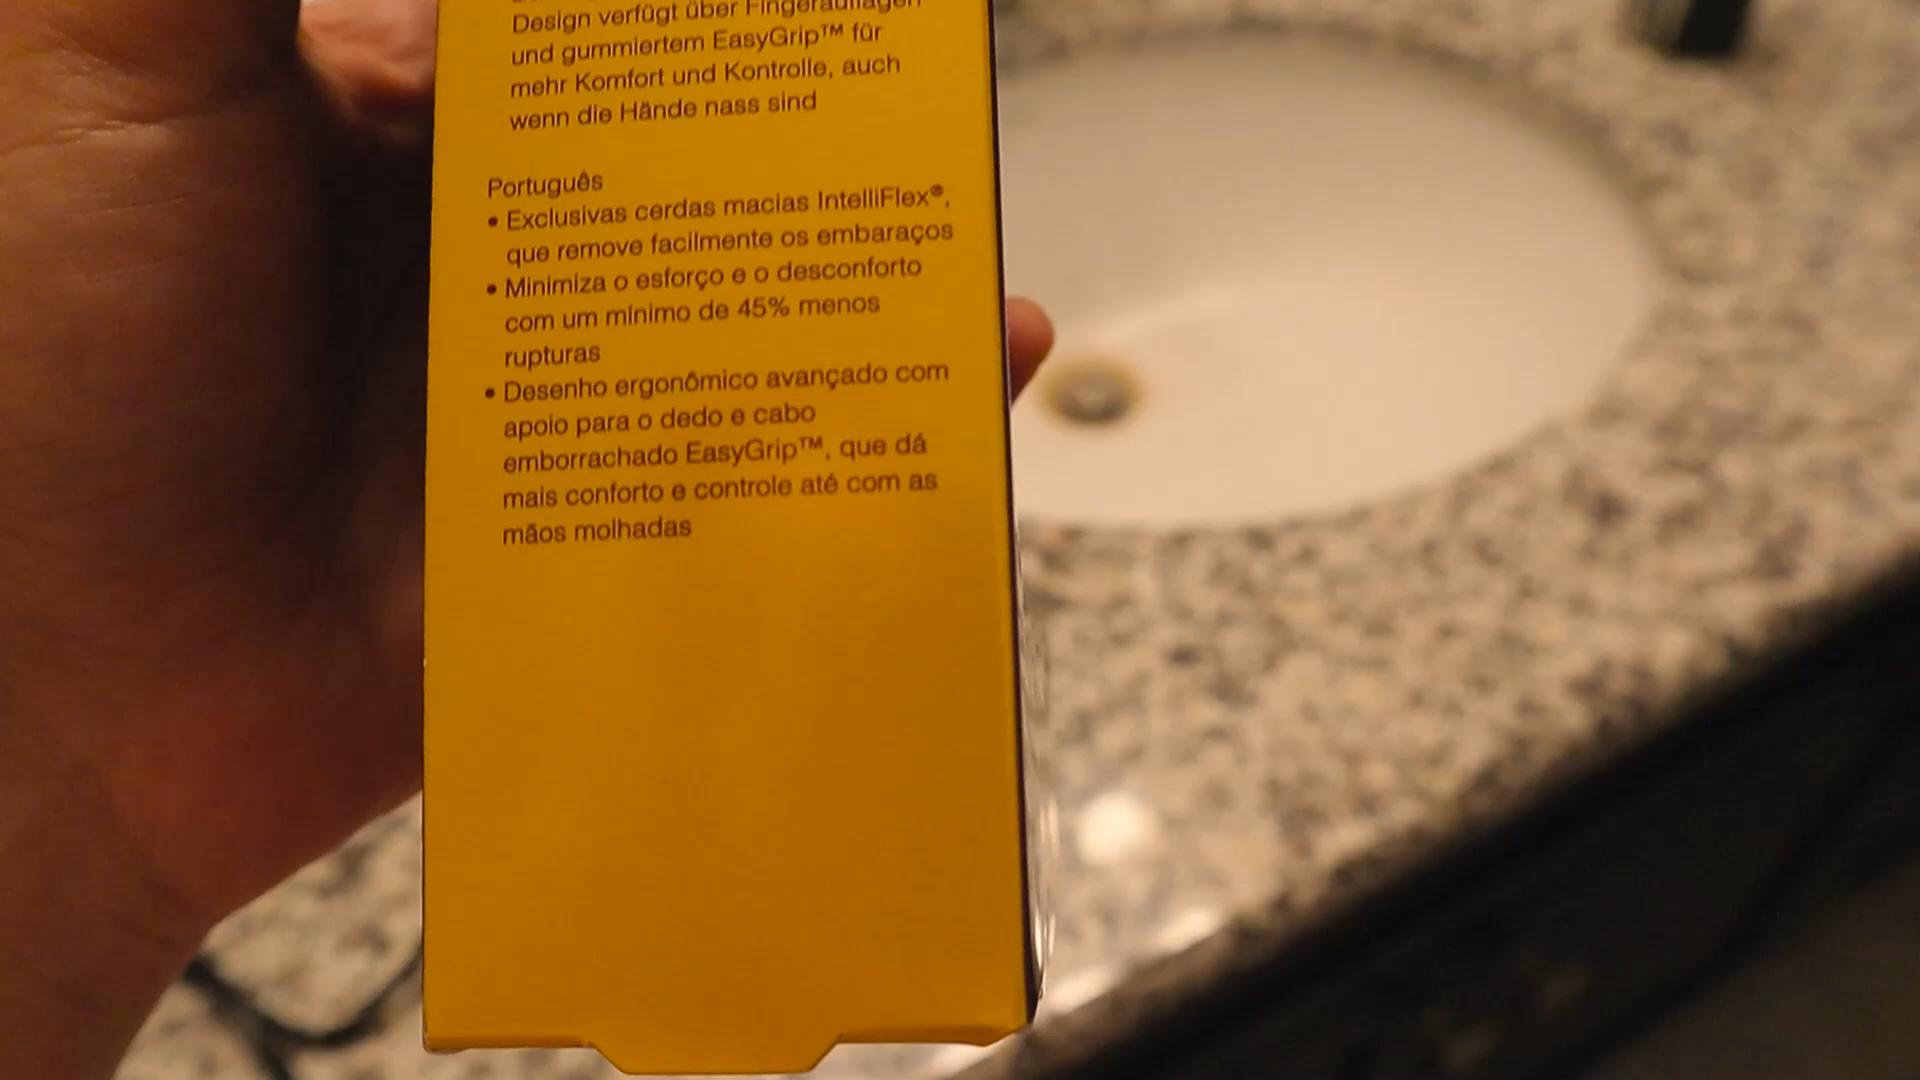 Design verfügt über Fingerauflagen
und gummiertem EasyGrip™ für
mehr Komfort und Kontrolle, auch
wenn die Hände nass sind
Português
• Exclusivas cerdas macias IntelliFlex®,
que remove facilmente os embaraços
• Minimiza o esforço e o desconforto
com um mínimo de 45% menos
rupturas
• Desenho ergonômico avançado com
apoio para o dedo e cabo
emborrachado EasyGrip™, que dá
mais conforto e controle até com as
mãos molhadas